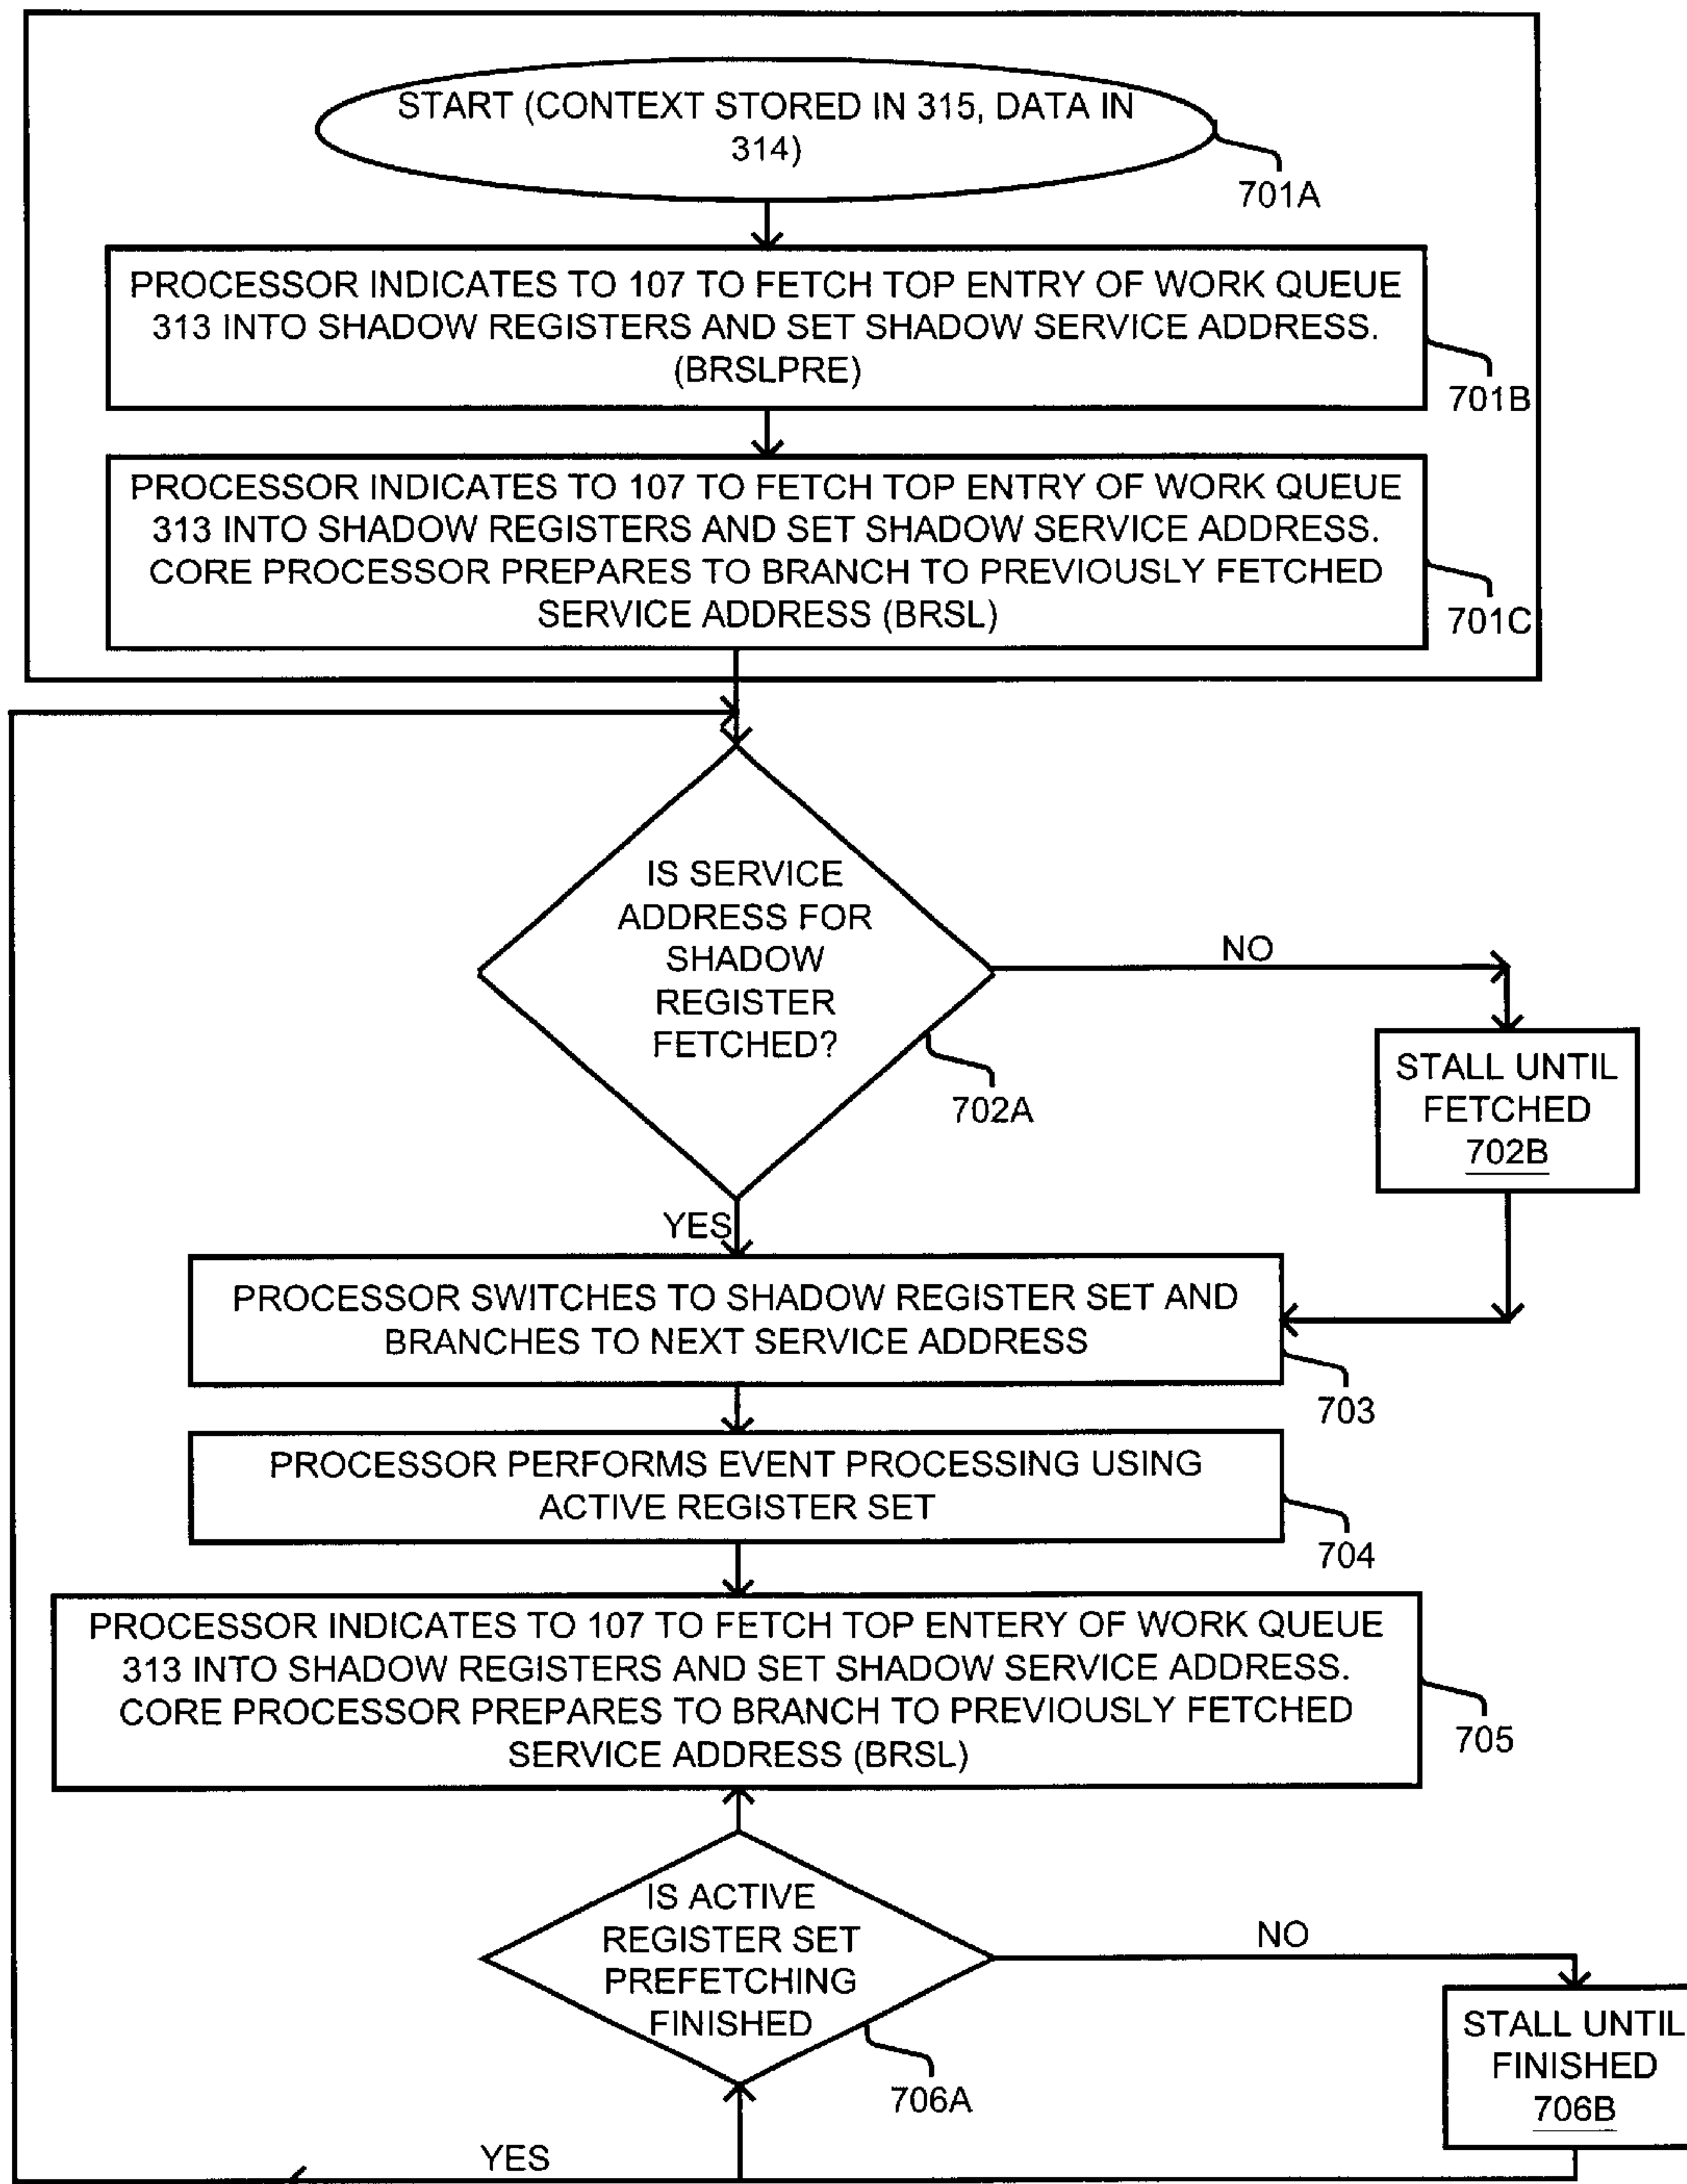 START (CONTEXT STORED IN 315, DATA IN
314)
701A
PROCESSOR INDICATES TO 107 TO FETCH TOP ENTRY OF WORK QUEUE
313 INTO SHADOW REGISTERS AND SET SHADOW SERVICE ADDRESS.
(BRSLPRE)
701B
PROCESSOR INDICATES TO 107 TO FETCH TOP ENTRY OF WORK QUEUE
313 INTO SHADOW REGISTERS AND SET SHADOW SERVICE ADDRESS.
CORE PROCESSOR PREPARES TO BRANCH TO PREVIOUSLY FETCHED
SERVICE ADDRESS (BRSL)
701C
IS SERVICE
ADDRESS FOR
SHADOW
REGISTER
FETCHED?
702A
NO
STALL UNTIL
FETCHED
702B
YES
PROCESSOR SWITCHES TO SHADOW REGISTER SET AND
BRANCHES TO NEXT SERVICE ADDRESS
703
PROCESSOR PERFORMS EVENT PROCESSING USING
ACTIVE REGISTER SET
704
PROCESSOR INDICATES TO 107 TO FETCH TOP ENTERY OF WORK QUEUE
313 INTO SHADOW REGISTERS AND SET SHADOW SERVICE ADDRESS.
CORE PROCESSOR PREPARES TO BRANCH TO PREVIOUSLY FETCHED
SERVICE ADDRESS (BRSL)
705
IS ACTIVE
REGISTER SET
PREFETCHING
FINISHED
706A
NO
STALL UNTIL
FINISHED
706B
YES